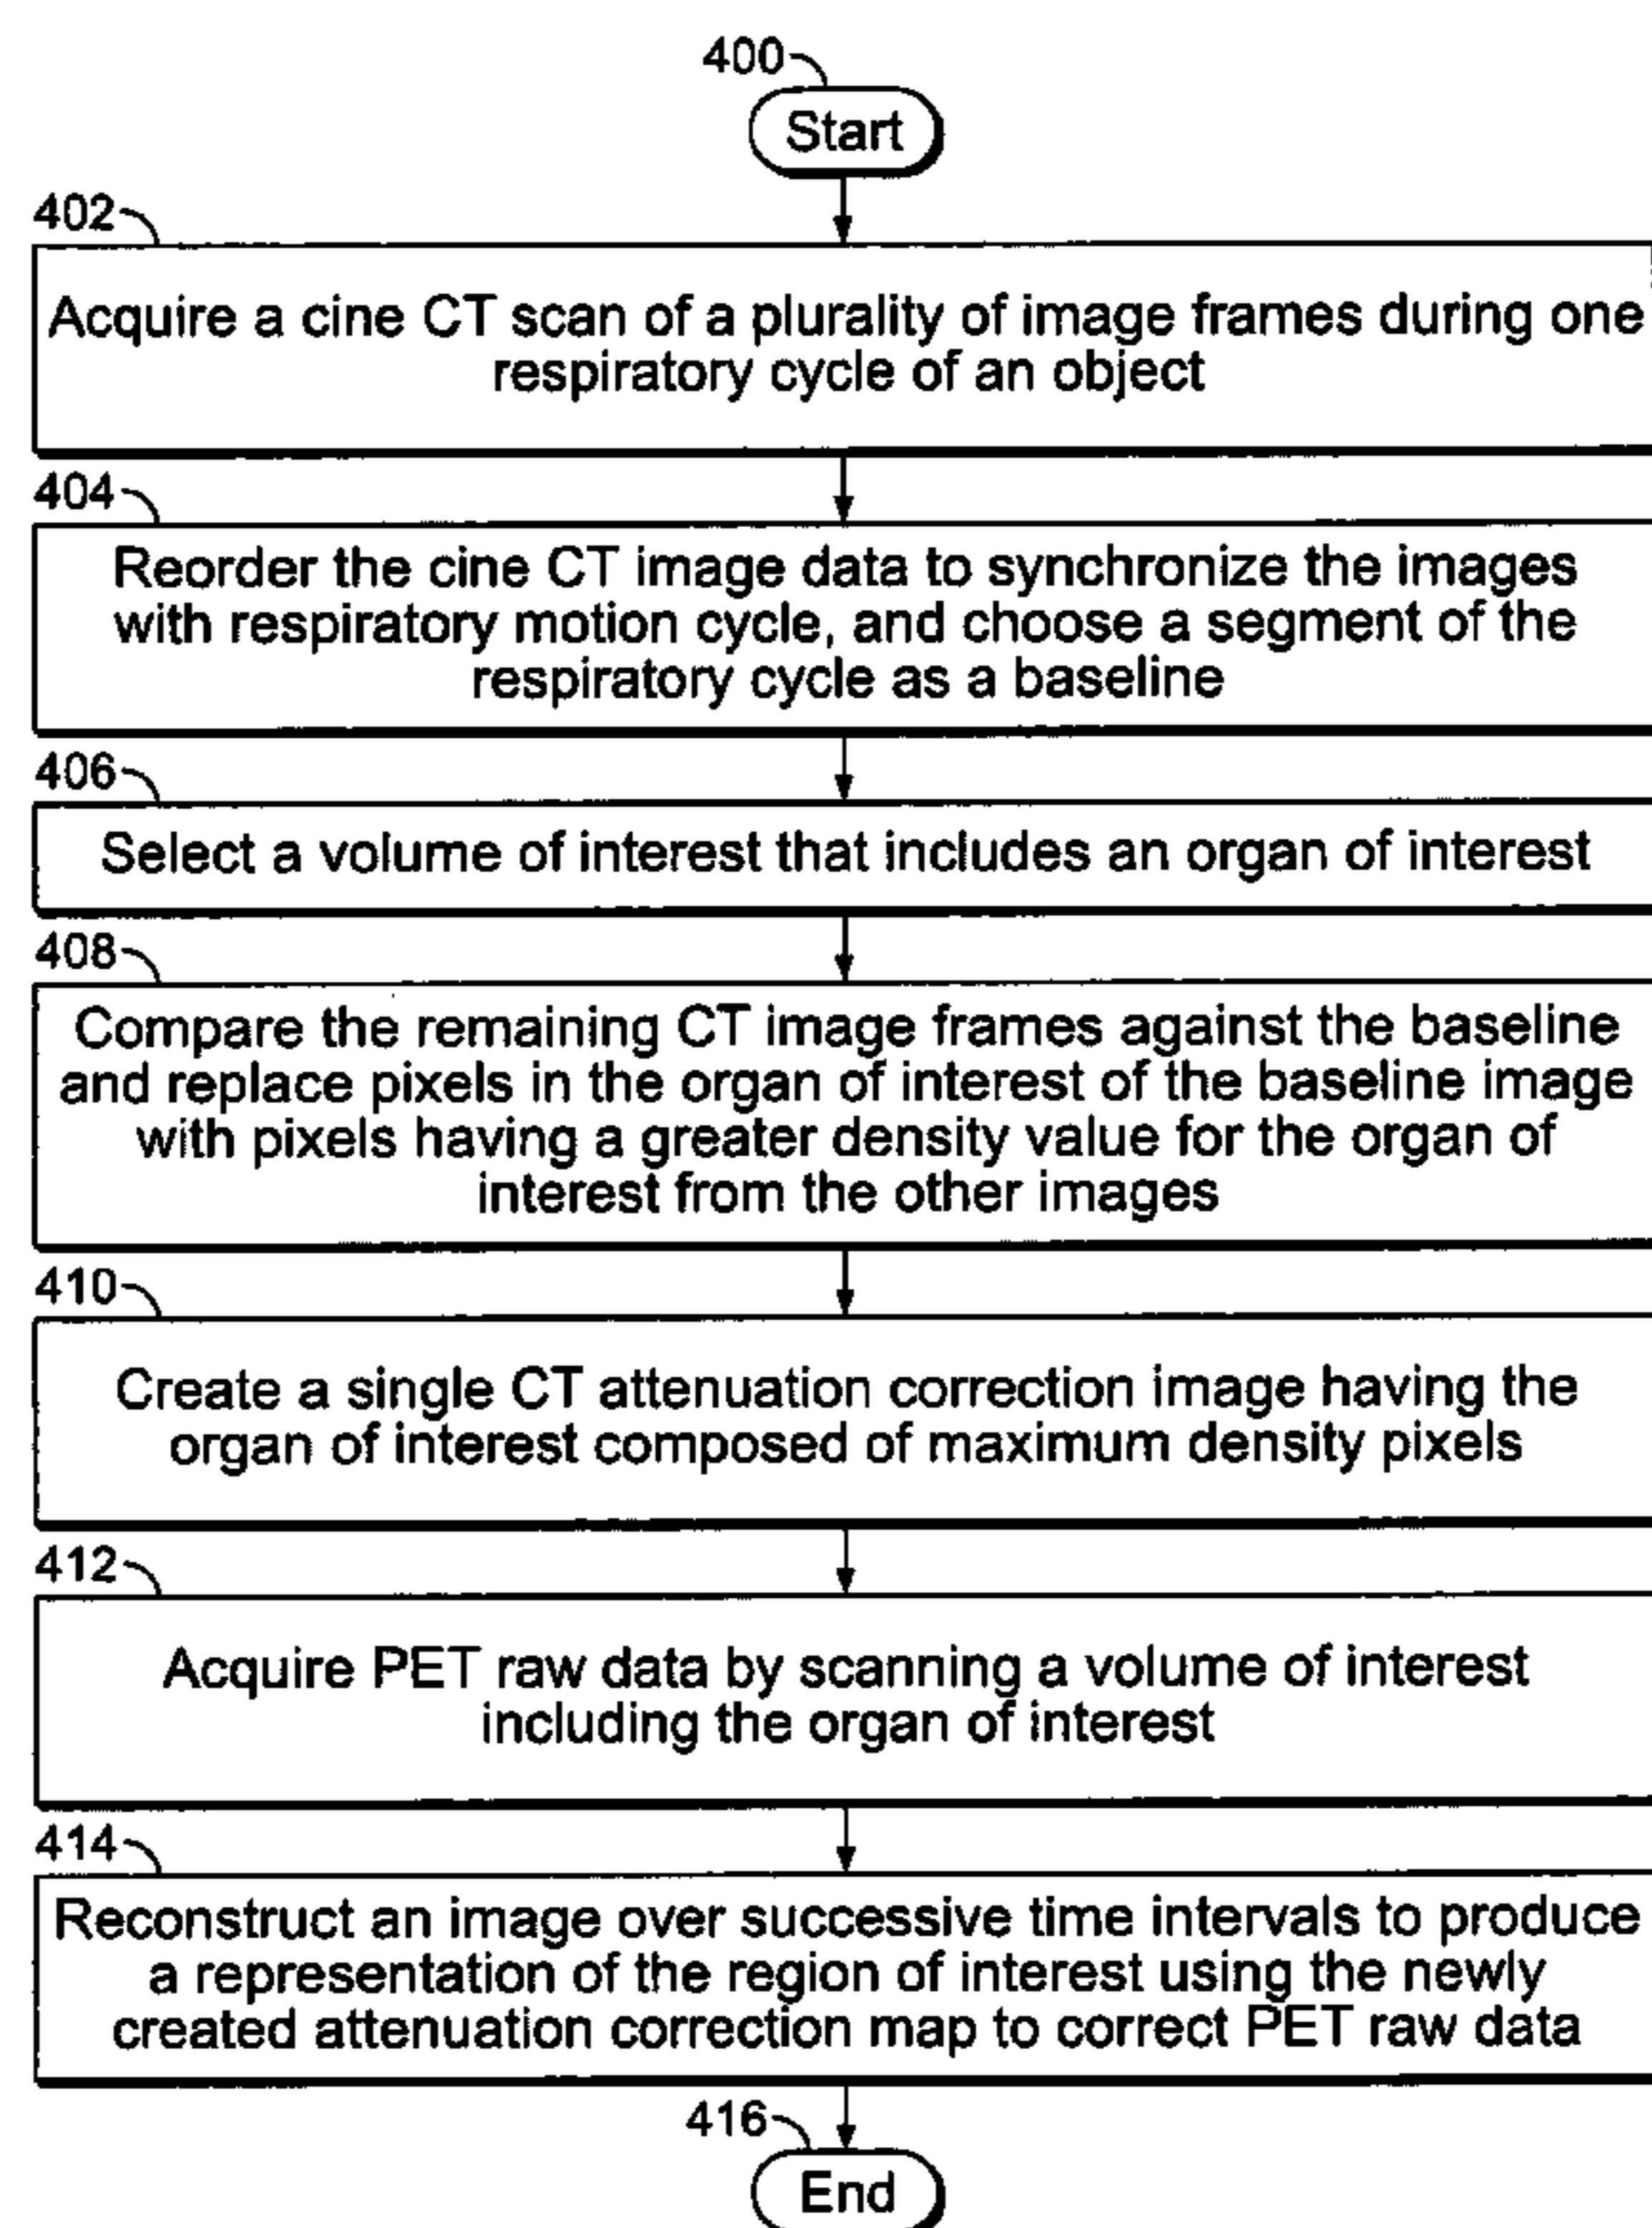 400
Start
402
Acquire a cine CT scan of a plurality of image frames during one
respiratory cycle of an object
404
Reorder the cine CT image data to synchronize the images
with respiratory motion cycle, and choose a segment of the
respiratory cycle as a baseline
406
Select a volume of interest that includes an organ of interest
408
Compare the remaining CT image frames against the baseline
and replace pixels in the organ of interest of the baseline image
with pixels having a greater density value for the organ of
interest from the other images
410
Create a single CT attenuation correction image having the
organ of interest composed of maximum density pixels
412
Acquire PET raw data by scanning a volume of interest
including the organ of interest
414
Reconstruct an image over successive time intervals to produce
a representation of the region of interest using the newly
created attenuation correction map to correct PET raw data
416
End